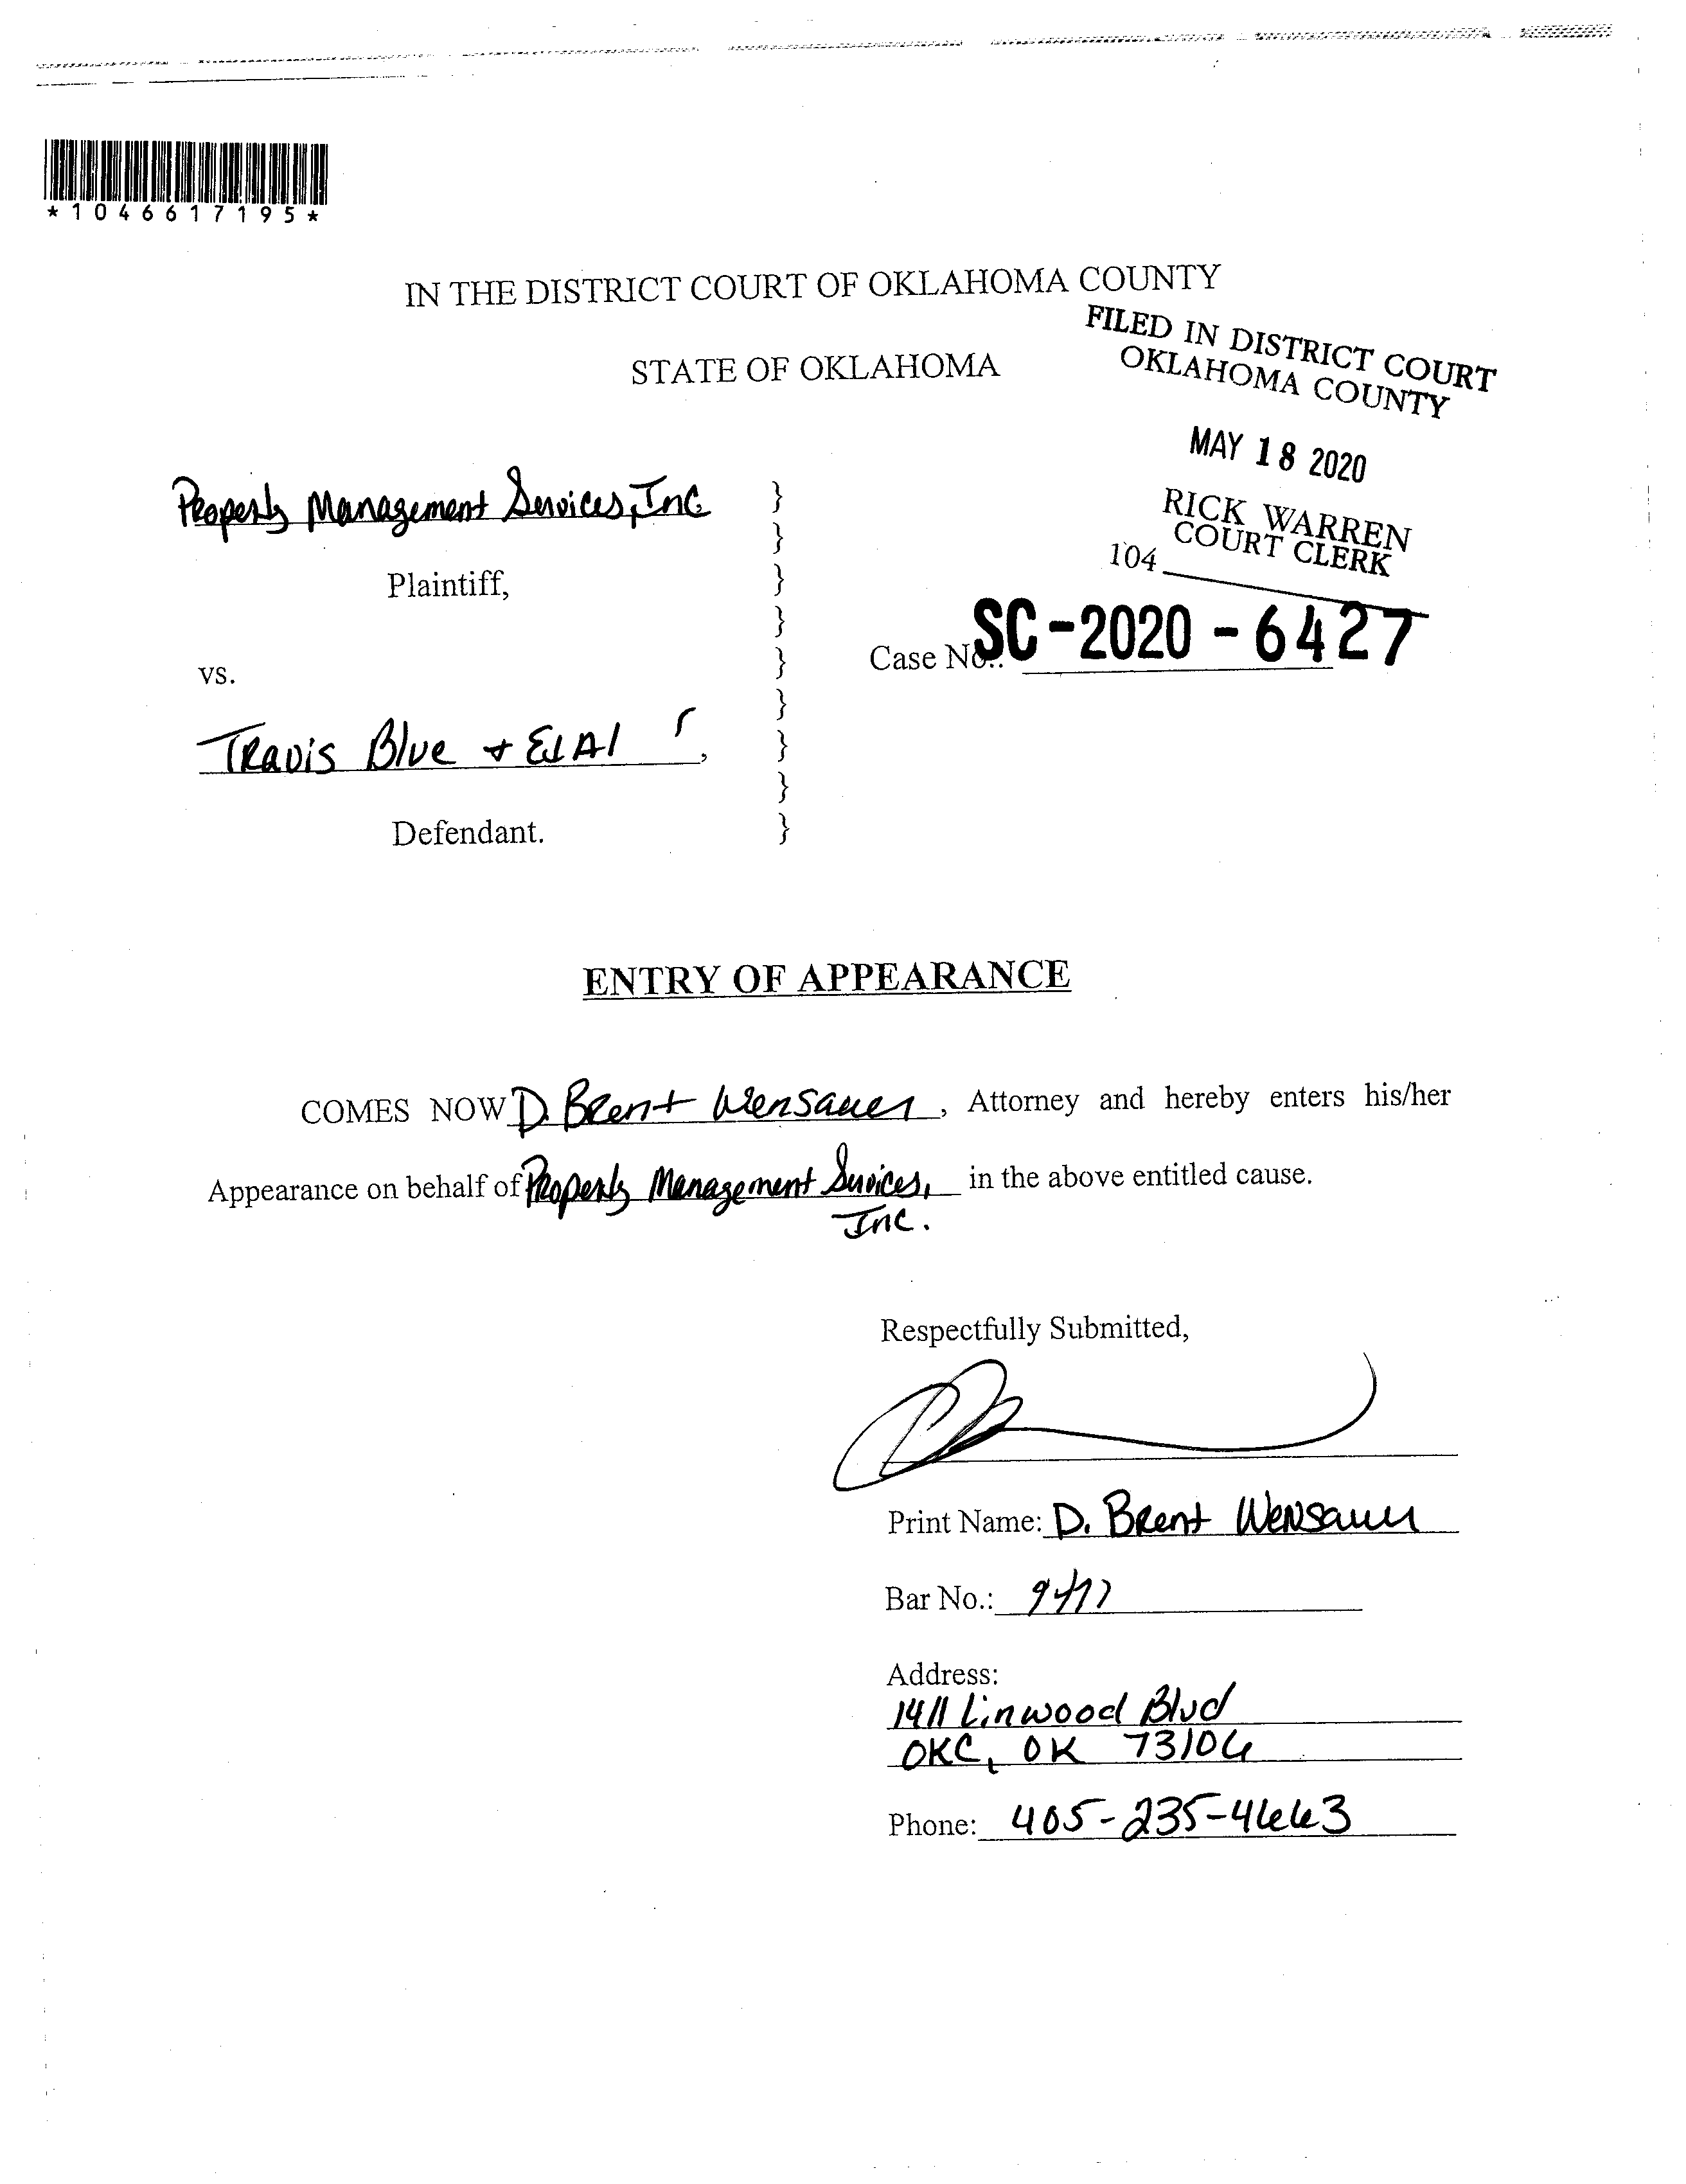 *1046617195*
IN THE DISTRICT COURT OF OKLAHOMA COUNTY
STATE OF OKLAHOMA
FILED IN DISTRICT COURT
OKLAHOMA COUNTY
MAY 18 2020
RICK WARREN
COURT CLERK
104
Property Management Services, Inc }
}
Plaintiff, }
}
vs. }
Case No.: SC-2020-6427
}
Travis Blue + Et Al , }
}
Defendant. }
ENTRY OF APPEARANCE
COMES NOW D. Brent Wensauer, Attorney and hereby enters his/her
Appearance on behalf of Property Management Services, in the above entitled cause.
Inc.
Respectfully Submitted,
Print Name: D. Brent Wensauer
Bar No.:
Address:
1411 Linwood Blvd
OKC, OK 73106
Phone: 405-235-4663